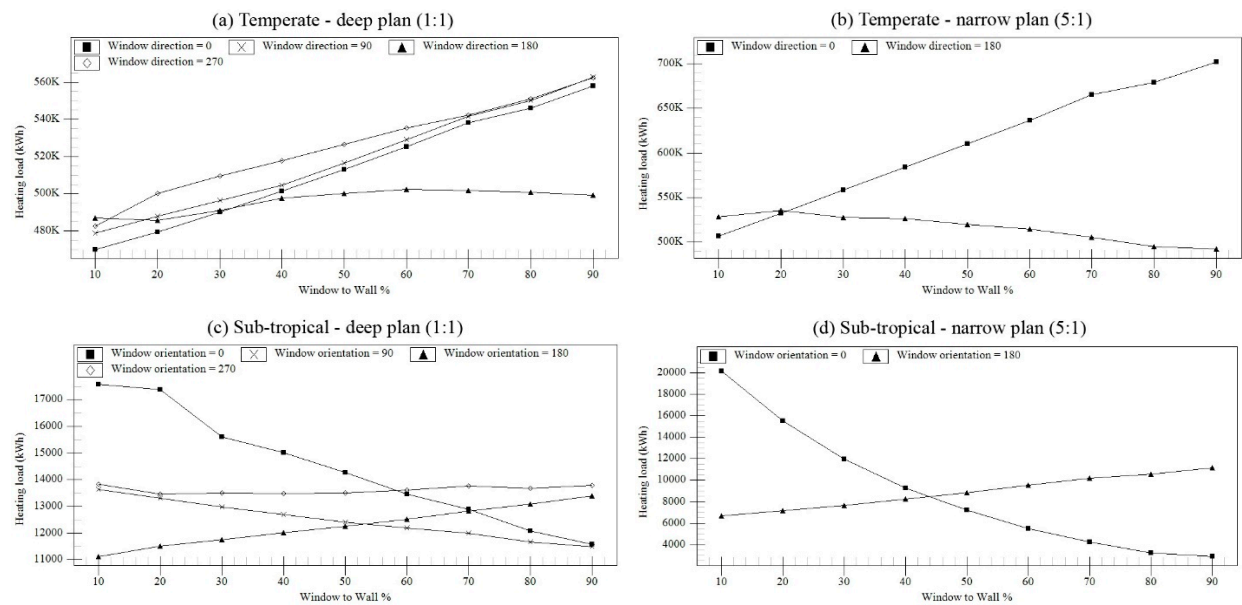 (a) Temperate - deep plan (1:1)
Window direction = 0 Window direction = 90 Window direction = 180
Window direction = 270
560K
540K
520K
500K
480K
Heating load (kWh)
10 20 30 40 50 60 70 80 90
Window to Wall %
(b) Temperate - narrow plan (5:1)
Window direction = 0 Window direction = 180
700K
650K
600K
550K
500K
Heating load (kWh)
10 20 30 40 50 60 70 80 90
Window to Wall %
(c) Sub-tropical - deep plan (1:1)
Window orientation = 0 Window orientation = 90 Window orientation = 180
Window orientation = 270
17000
16000
15000
14000
13000
12000
11000
Heating load (kWh)
10 20 30 40 50 60 70 80 90
Window to Wall %
(d) Sub-tropical - narrow plan (5:1)
Window orientation = 0 Window orientation = 180
20000
18000
16000
14000
12000
10000
8000
6000
4000
Heating load (kWh)
10 20 30 40 50 60 70 80 90
Window to Wall %